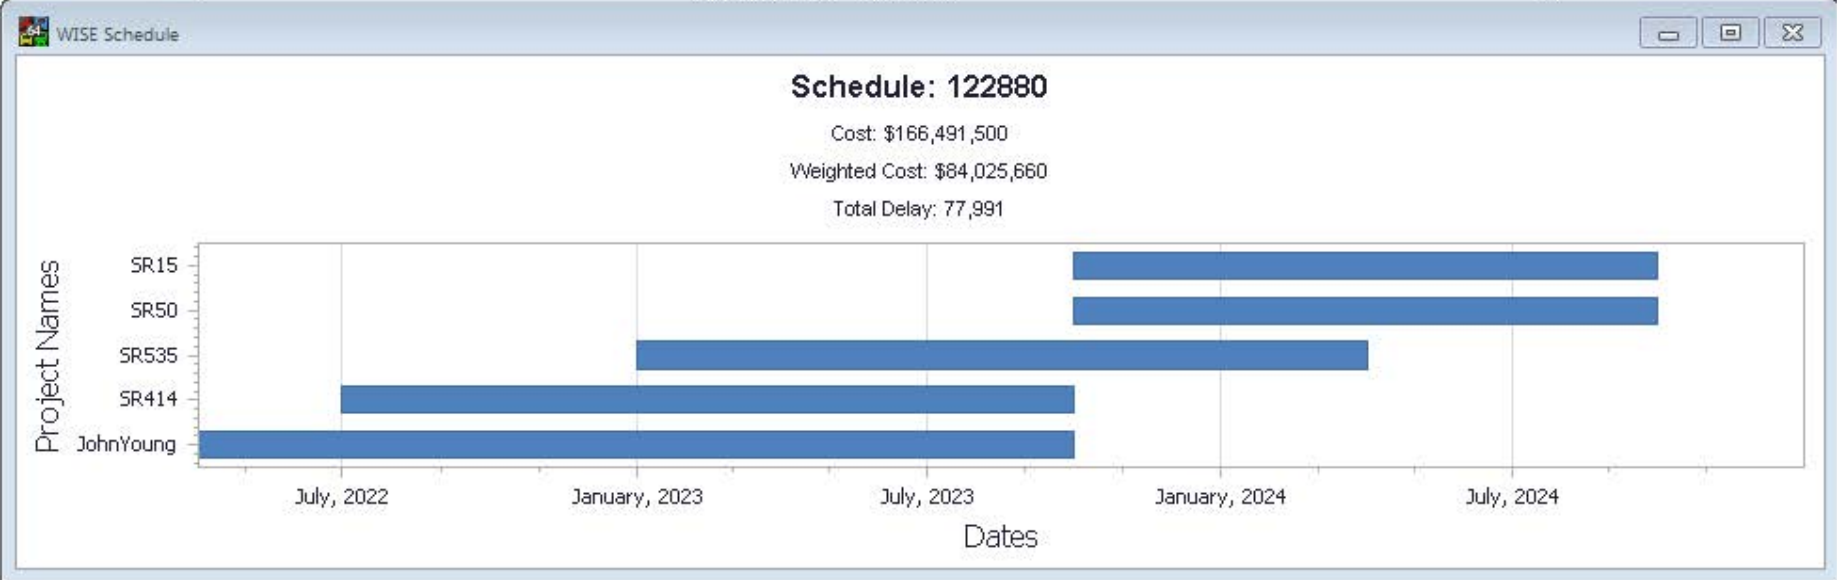 64
WISE Schedule
Schedule: 122880
Cost: $166,491,500
Weighted Cost: $84,025,660
Total Delay: 77,991
Project Names
SR15
SR50
SR535
SR414
JohnYoung
July, 2022 January, 2023 July, 2023 January, 2024 July, 2024
Dates